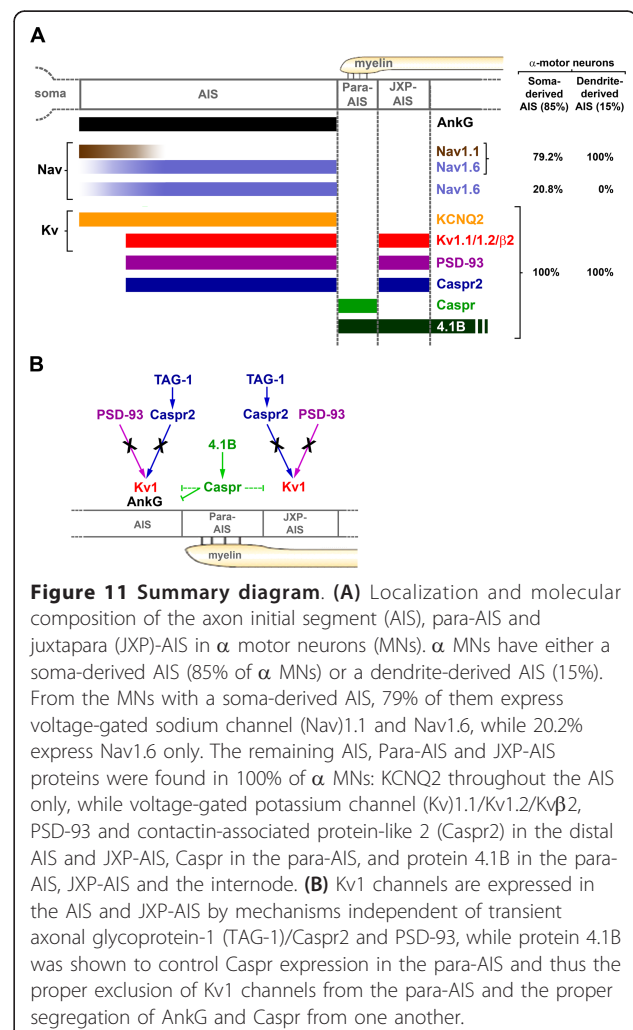 A
myelin
α-motor neurons
Soma-derived AIS (85%)
Dendrite-derived AIS (15%)
soma
AIS
Para-AIS
JXP-AIS
AnkG
Nav
Nav1.1
Nav1.6
79.2%
100%
Nav1.6
20.8%
0%
Kv
KCNQ2
Kv1.1/1.2/β2
PSD-93
Caspr2
100%
100%
Caspr
4.1B
B
TAG-1
TAG-1
PSD-93
Caspr2
Caspr2
PSD-93
4.1B
Kv1
Caspr
Kv1
AnkG
AIS
Para-AIS
JXP-AIS
myelin
Figure 11 Summary diagram. (A) Localization and molecular
composition of the axon initial segment (AIS), para-AIS and
juxtapara (JXP)-AIS in α motor neurons (MNs). α MNs have either a
soma-derived AIS (85% of α MNs) or a dendrite-derived AIS (15%).
From the MNs with a soma-derived AIS, 79% of them express
voltage-gated sodium channel (Nav)1.1 and Nav1.6, while 20.2%
express Nav1.6 only. The remaining AIS, Para-AIS and JXP-AIS
proteins were found in 100% of α MNs: KCNQ2 throughout the AIS
only, while voltage-gated potassium channel (Kv)1.1/Kv1.2/Kvβ2,
PSD-93 and contactin-associated protein-like 2 (Caspr2) in the distal
AIS and JXP-AIS, Caspr in the para-AIS, and protein 4.1B in the para-
AIS, JXP-AIS and the internode. (B) Kv1 channels are expressed in
the AIS and JXP-AIS by mechanisms independent of transient
axonal glycoprotein-1 (TAG-1)/Caspr2 and PSD-93, while protein 4.1B
was shown to control Caspr expression in the para-AIS and thus the
proper exclusion of Kv1 channels from the para-AIS and the proper
segregation of AnkG and Caspr from one another.